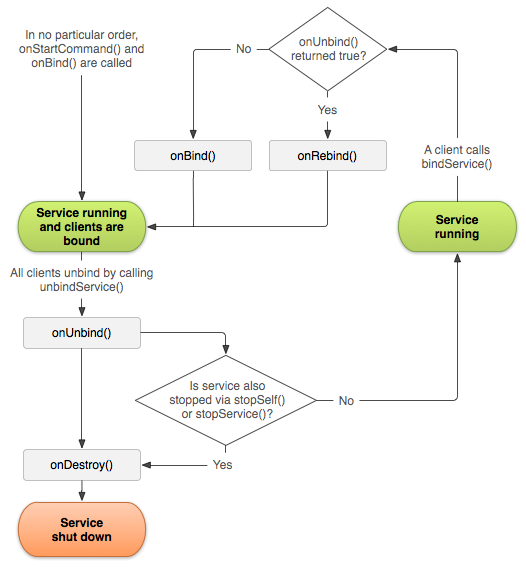 In no particular order,
onStartCommand() and
onBind() are called
No
onUnbind()
returned true?
Yes
onBind()
onRebind()
A client calls
bindService()
Service running
and clients are
bound
Service
running
All clients unbind by calling
unbindService()
onUnbind()
Is service also
stopped via stopSelf()
or stopService()?
No
Yes
onDestroy()
Service
shut down